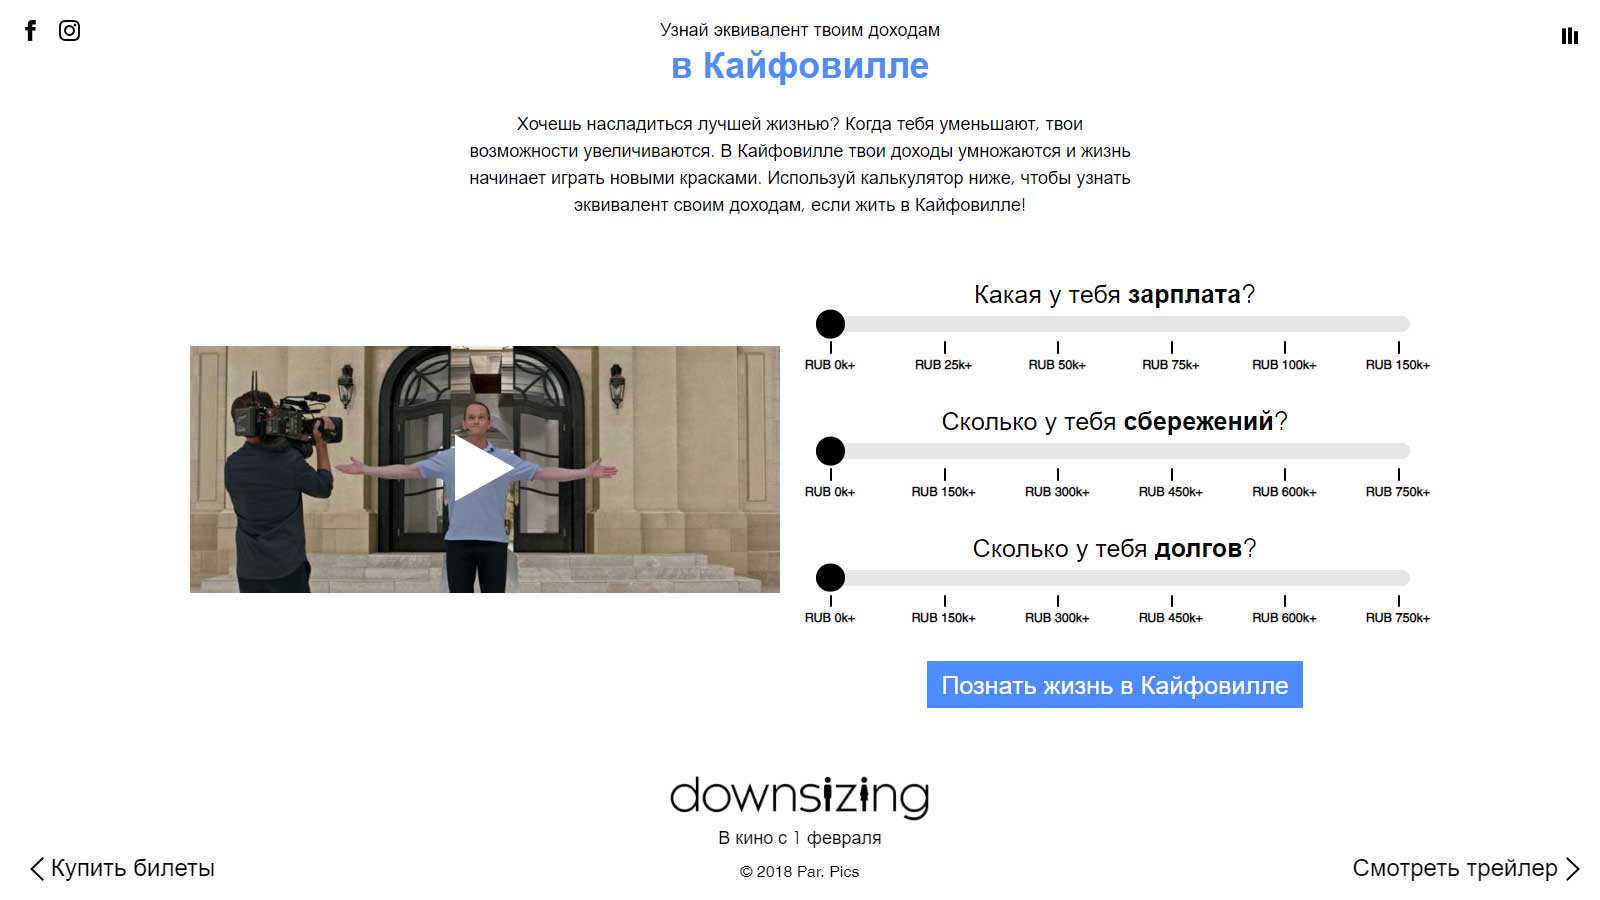 Узнай эквивалент твоим доходам
в Кайфовилле
Хочешь насладиться лучшей жизнью? Когда тебя уменьшают, твои
возможности увеличиваются. В Кайфовилле твои доходы умножаются и жизнь
начинает играть новыми красками. Используй калькулятор ниже, чтобы узнать
эквивалент своим доходам, если жить в Кайфовилле!
Какая у тебя зарплата?
RUB 0k+ RUB 25k+ RUB 50k+ RUB 75k+ RUB 100k+ RUB 150k+
Сколько у тебя сбережений?
RUB 0k+ RUB 150k+ RUB 300k+ RUB 450k+ RUB 600k+ RUB 750k+
Сколько у тебя долгов?
RUB 0k+ RUB 150k+ RUB 300k+ RUB 450k+ RUB 600k+ RUB 750k+
Познать жизнь в Кайфовилле
downsizing
В кино с 1 февраля
© 2018 Par. Pics
Купить билеты
Смотреть трейлер